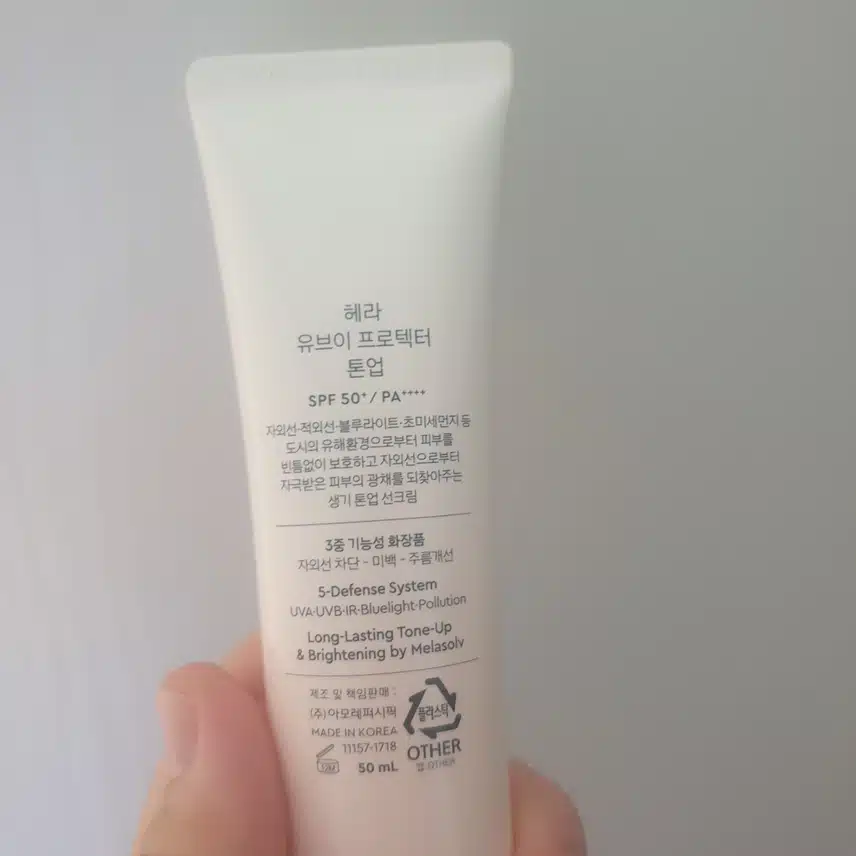 헤라
유브이 프로텍터
톤업
SPF 50⁺ / PA⁺⁺⁺⁺
자외선·적외선·블루라이트·초미세먼지 등
도시의 유해환경으로부터 피부를
빈틈없이 보호하고 자외선으로부터
자극받은 피부의 광채를 되찾아주는
생기 톤업 선크림
3중 기능성 화장품
자외선 차단 - 미백 - 주름개선
5-Defense System
UVA·UVB·IR·Bluelight·Pollution
Long-Lasting Tone-Up
& Brightening by Melasolv
제조 및 책임판매 :
(주)아모레퍼시픽
MADE IN KOREA
11157-1718
12M
50 mL
플라스틱
OTHER
캡:OTHER